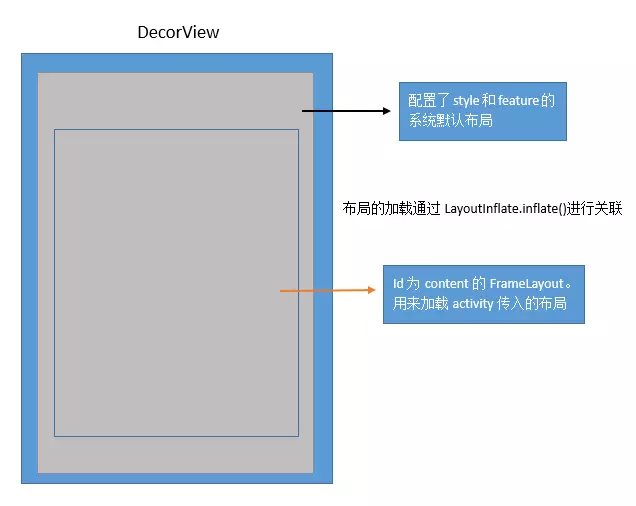 DecorView
配置了 style 和 feature 的
系统默认布局
布局的加载通过 LayoutInflate.inflate()进行关联
Id 为 content 的 FrameLayout。
用来加载 activity 传入的布局